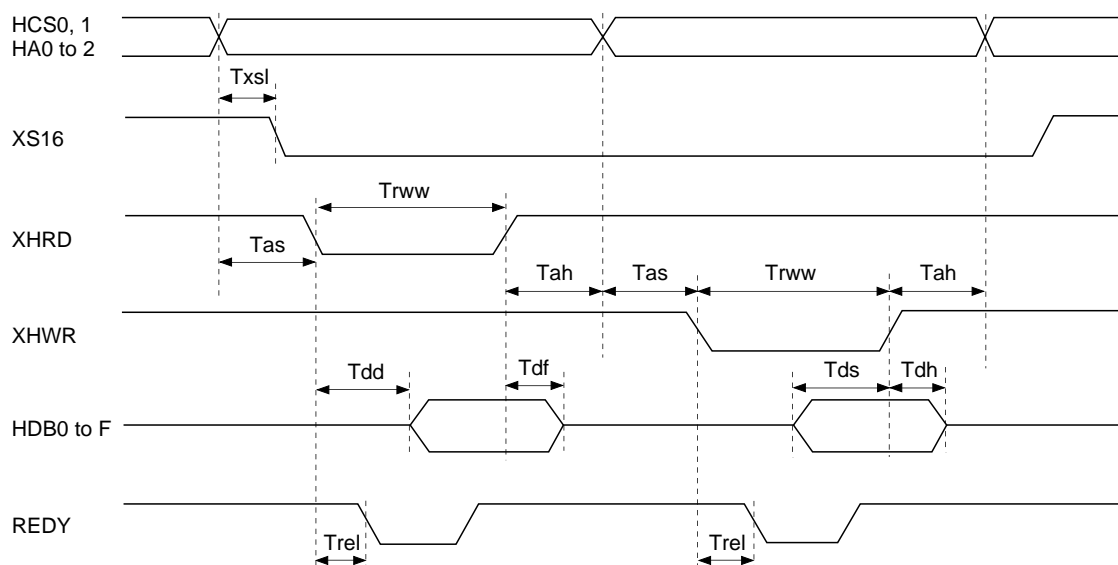 HCS0, 1
HA0 to 2
Txsl
XS16
Trww
XHRD
Tas
Tah
Tas
Trww
Tah
XHWR
Tdd
Tdf
Tds
Tdh
HDB0 to F
REDY
Trel
Trel